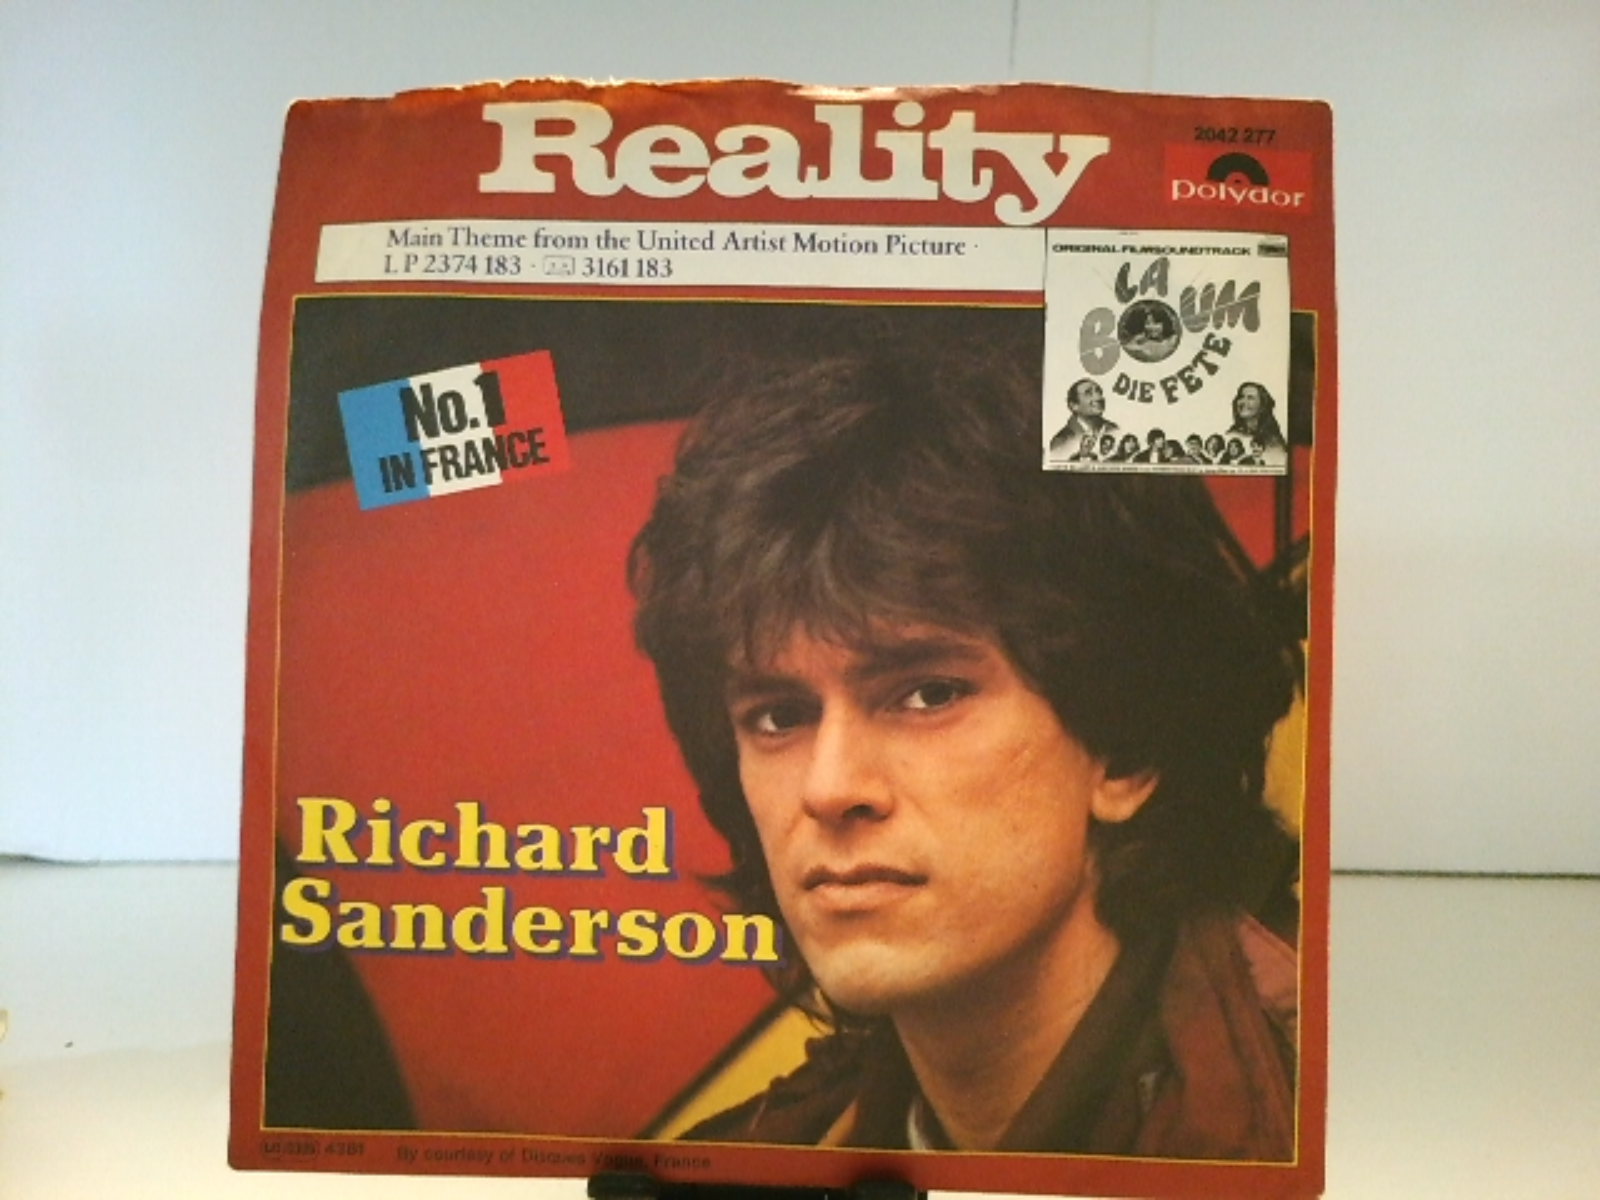 Reality
2042 277
polydor
Main Theme from the United Artist Motion Picture ·
LP 2374 183 · 3161 183
ORIGINAL FILMSOUNDTRACK
LA
BOUM
DIE FETE
No.1
IN FRANCE
Richard
Sanderson
By courtesy of Disques Vogue, France